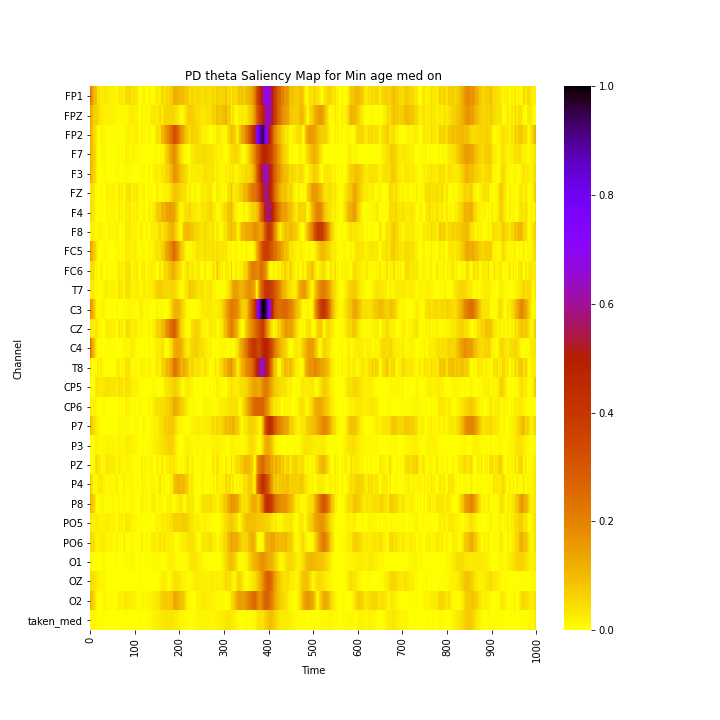 PD theta Saliency Map for Min age med on
Channel
FP1
FPZ
FP2
F7
F3
FZ
F4
F8
FC5
FC6
T7
C3
CZ
C4
T8
CP5
CP6
P7
P3
PZ
P4
P8
PO5
PO6
O1
OZ
O2
taken_med
0 100 200 300 400 500 600 700 800 900 1000
Time
1.0
0.8
0.6
0.4
0.2
0.0